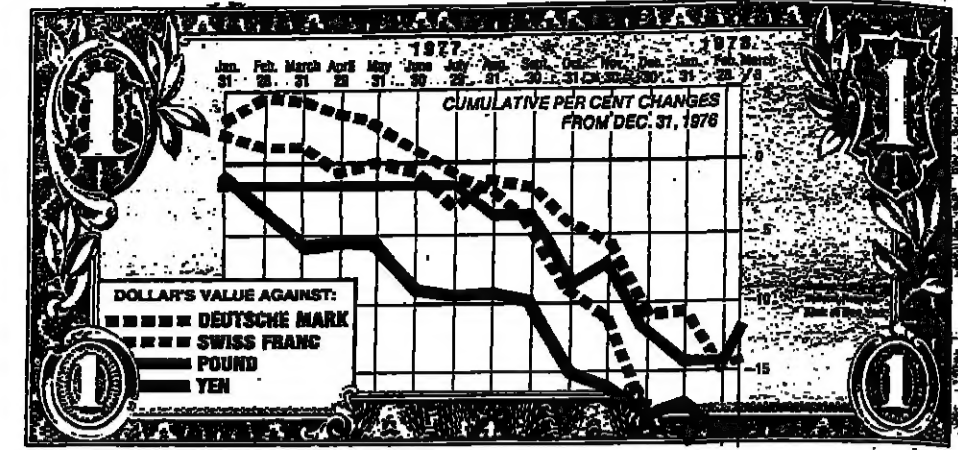 1977
1978
Jan. Feb. March April May June July Aug. Sept. Oct. Nov. Dec. Jan. Feb. March
31 28 31 29 31 30 29 31 30 31 30 30 31 28 8
CUMULATIVE PER CENT CHANGES
FROM DEC. 31, 1976
0
-5
-10
-15
DOLLAR'S VALUE AGAINST:
DEUTSCHE MARK
SWISS FRANC
POUND
YEN
1
1
1
1